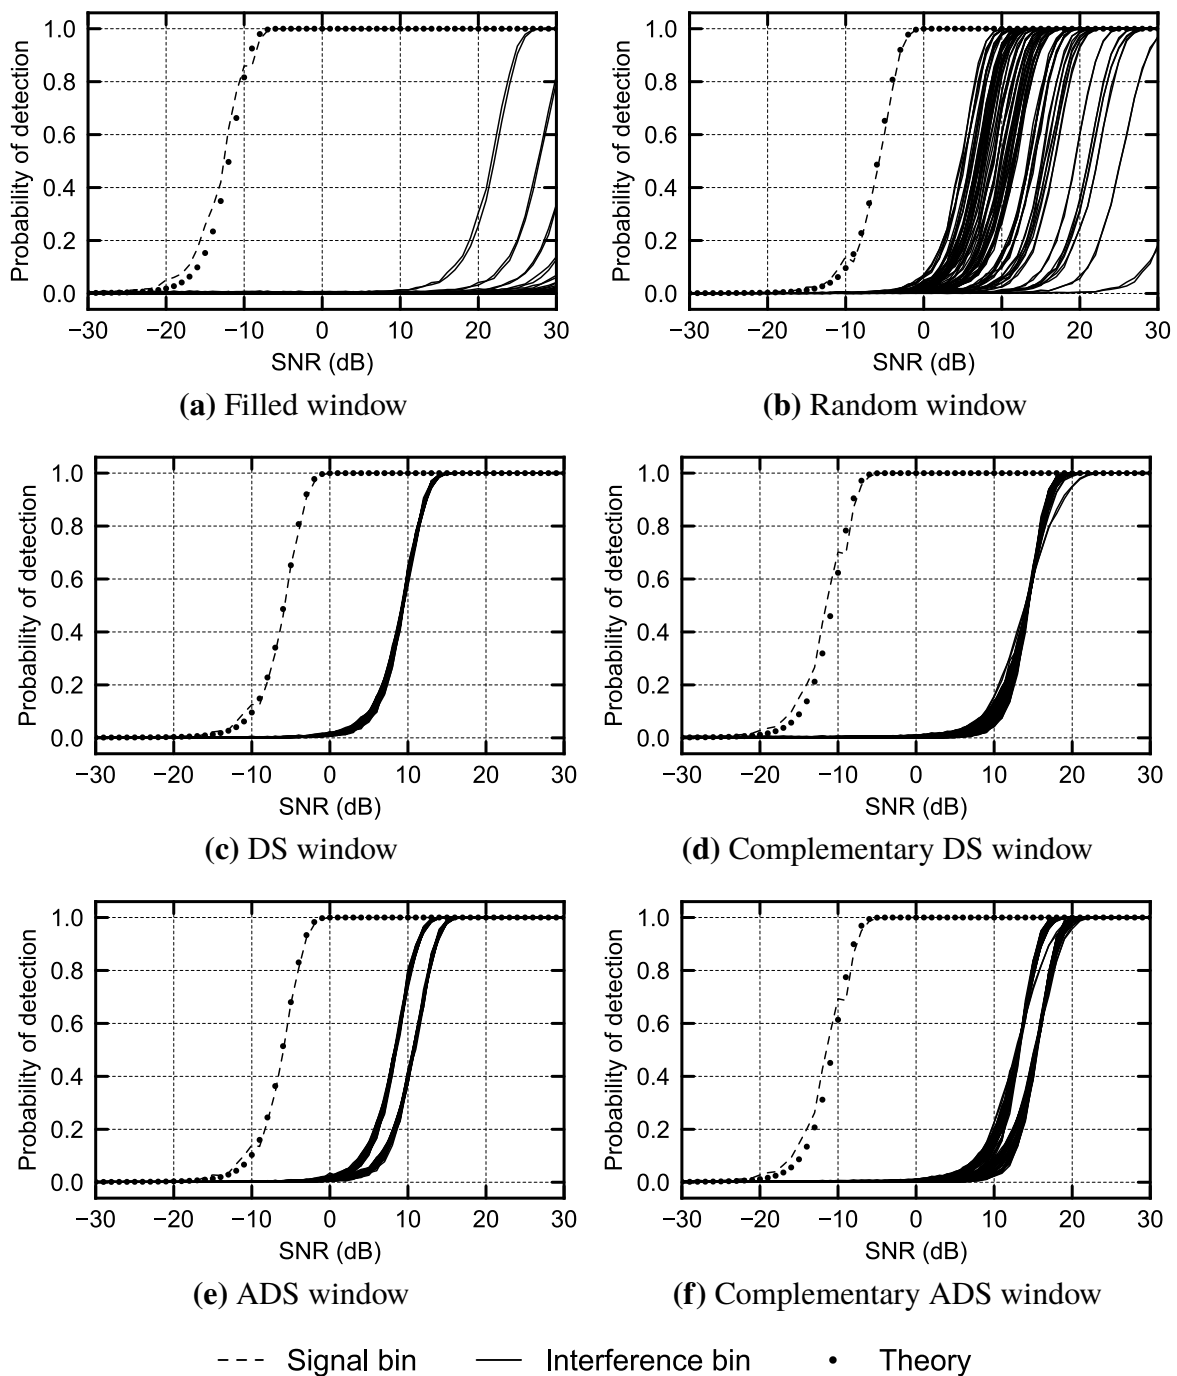 Probability of detection
1.0
0.8
0.6
0.4
0.2
0.0
−30 −20 −10 0 10 20 30
SNR (dB)
(a) Filled window
Probability of detection
1.0
0.8
0.6
0.4
0.2
0.0
−30 −20 −10 0 10 20 30
SNR (dB)
(b) Random window
Probability of detection
1.0
0.8
0.6
0.4
0.2
0.0
−30 −20 −10 0 10 20 30
SNR (dB)
(c) DS window
Probability of detection
1.0
0.8
0.6
0.4
0.2
0.0
−30 −20 −10 0 10 20 30
SNR (dB)
(d) Complementary DS window
Probability of detection
1.0
0.8
0.6
0.4
0.2
0.0
−30 −20 −10 0 10 20 30
SNR (dB)
(e) ADS window
Probability of detection
1.0
0.8
0.6
0.4
0.2
0.0
−30 −20 −10 0 10 20 30
SNR (dB)
(f) Complementary ADS window
Signal bin Interference bin Theory